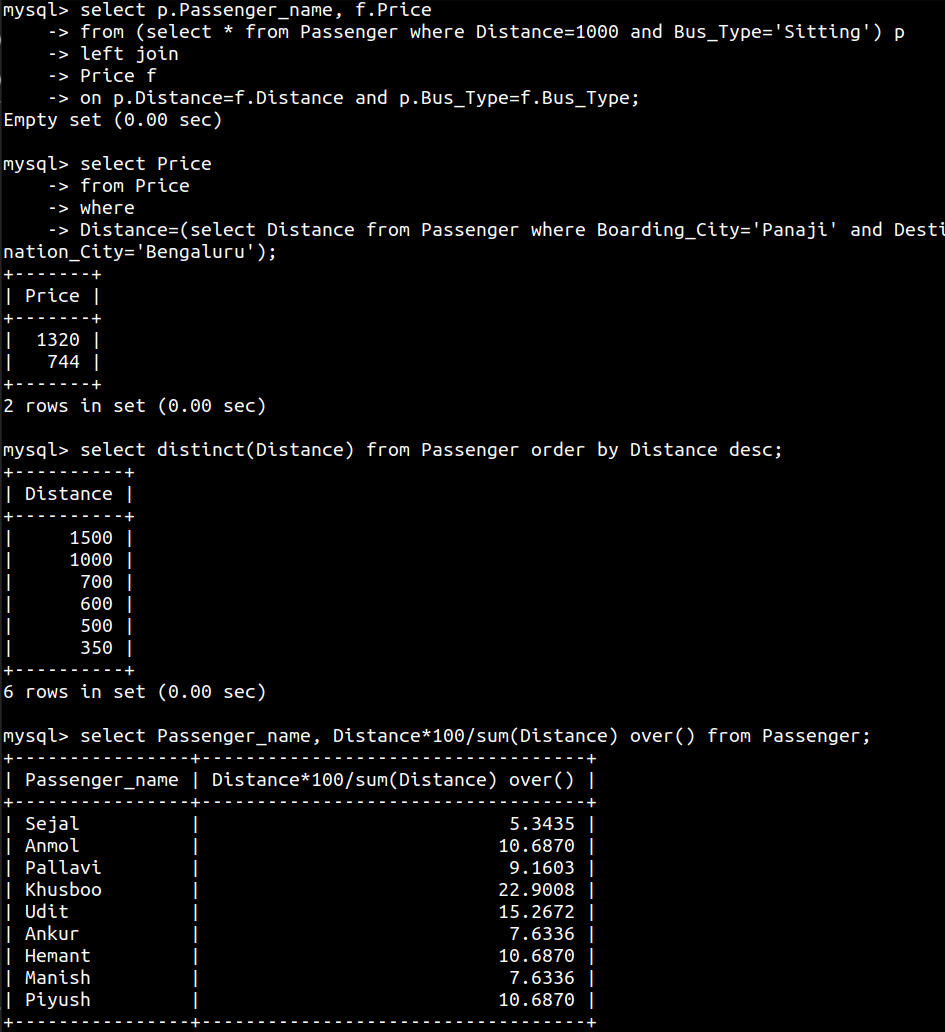 mysql> select p.Passenger_name, f.Price
    -> from (select * from Passenger where Distance=1000 and Bus_Type='Sitting') p
    -> left join
    -> Price f
    -> on p.Distance=f.Distance and p.Bus_Type=f.Bus_Type;
Empty set (0.00 sec)

mysql> select Price
    -> from Price
    -> where
    -> Distance=(select Distance from Passenger where Boarding_City='Panaji' and Desti
nation_City='Bengaluru');
+-------+
| Price |
+-------+
|  1320 |
|   744 |
+-------+
2 rows in set (0.00 sec)

mysql> select distinct(Distance) from Passenger order by Distance desc;
+----------+
| Distance |
+----------+
|     1500 |
|     1000 |
|      700 |
|      600 |
|      500 |
|      350 |
+----------+
6 rows in set (0.00 sec)

mysql> select Passenger_name, Distance*100/sum(Distance) over() from Passenger;
+----------------+-----------------------------------+
| Passenger_name | Distance*100/sum(Distance) over() |
+----------------+-----------------------------------+
| Sejal          |                            5.3435 |
| Anmol          |                           10.6870 |
| Pallavi        |                            9.1603 |
| Khusboo        |                           22.9008 |
| Udit           |                           15.2672 |
| Ankur          |                            7.6336 |
| Hemant         |                           10.6870 |
| Manish         |                            7.6336 |
| Piyush         |                           10.6870 |
+----------------+-----------------------------------+